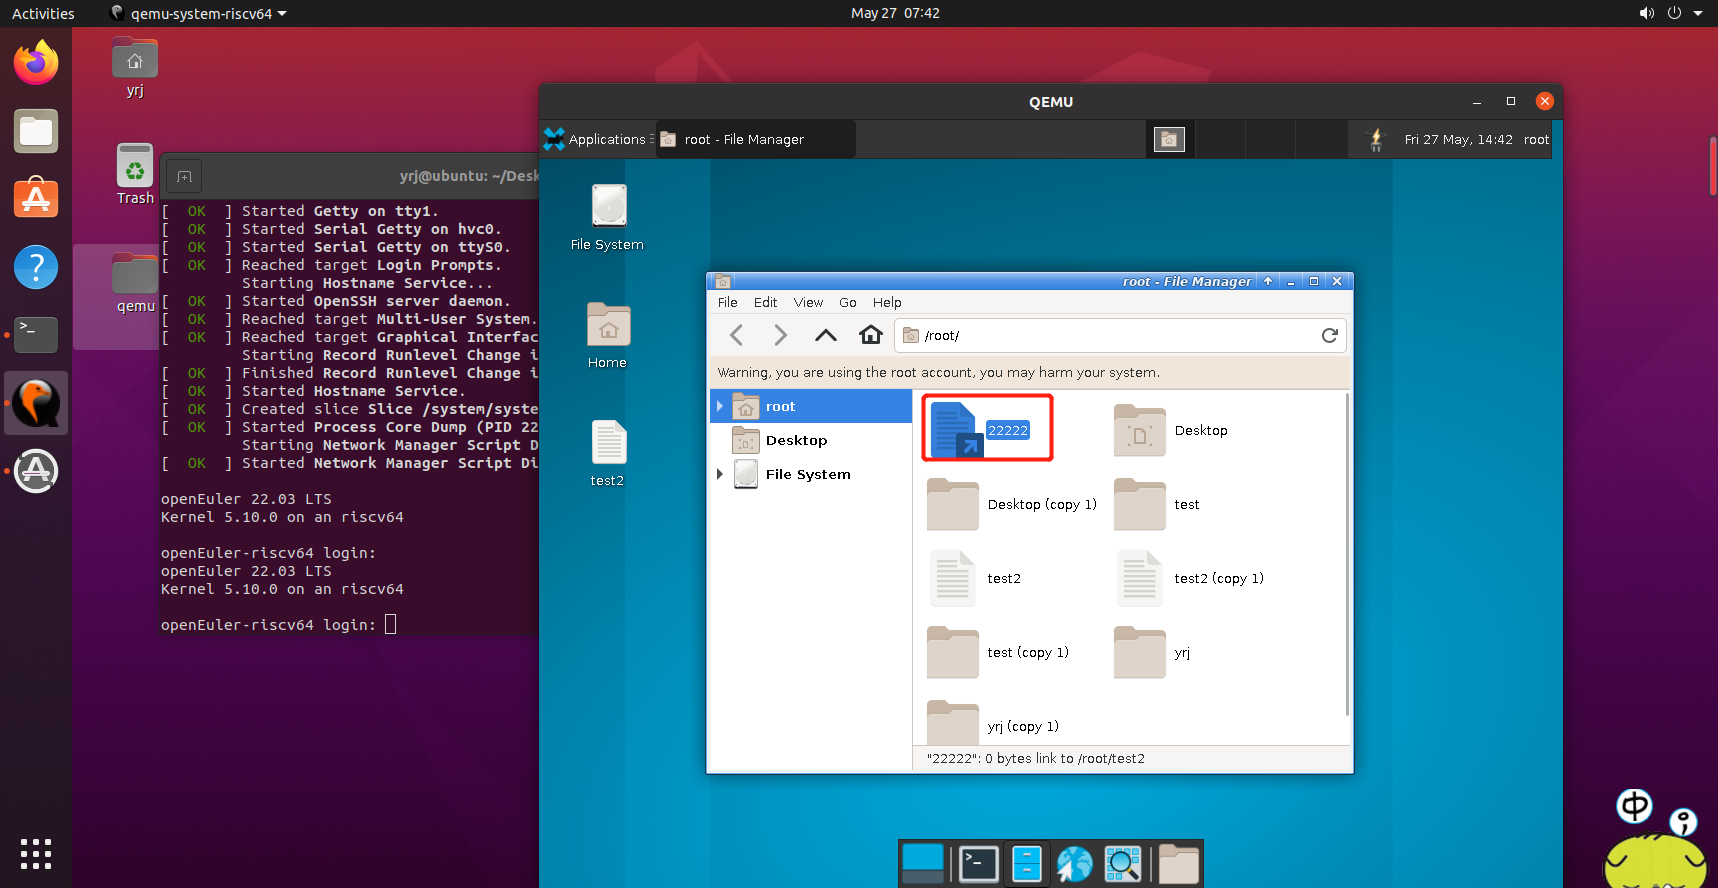 Activities
qemu-system-riscv64
May 27 07:42
yrj
Trash
qemu
yrj@ubuntu: ~/Desk
[ OK ] Started Getty on tty1.
[ OK ] Started Serial Getty on hvc0.
[ OK ] Started Serial Getty on ttyS0.
[ OK ] Reached target Login Prompts.
Starting Hostname Service...
[ OK ] Started OpenSSH server daemon.
[ OK ] Reached target Multi-User System.
[ OK ] Reached target Graphical Interfac
Starting Record Runlevel Change i
[ OK ] Finished Record Runlevel Change i
[ OK ] Started Hostname Service.
[ OK ] Created slice Slice /system/syste
[ OK ] Started Process Core Dump (PID 22
Starting Network Manager Script D
[ OK ] Started Network Manager Script Di
openEuler 22.03 LTS
Kernel 5.10.0 on an riscv64
openEuler-riscv64 login:
openEuler 22.03 LTS
Kernel 5.10.0 on an riscv64
openEuler-riscv64 login:
QEMU
Applications
root - File Manager
Fri 27 May, 14:42 root
File System
Home
test2
root - File Manager
File Edit View Go Help
/root/
Warning, you are using the root account, you may harm your system.
root
Desktop
File System
22222
Desktop
Desktop (copy 1)
test
test2
test2 (copy 1)
test (copy 1)
yrj
yrj (copy 1)
"22222": 0 bytes link to /root/test2
中
；